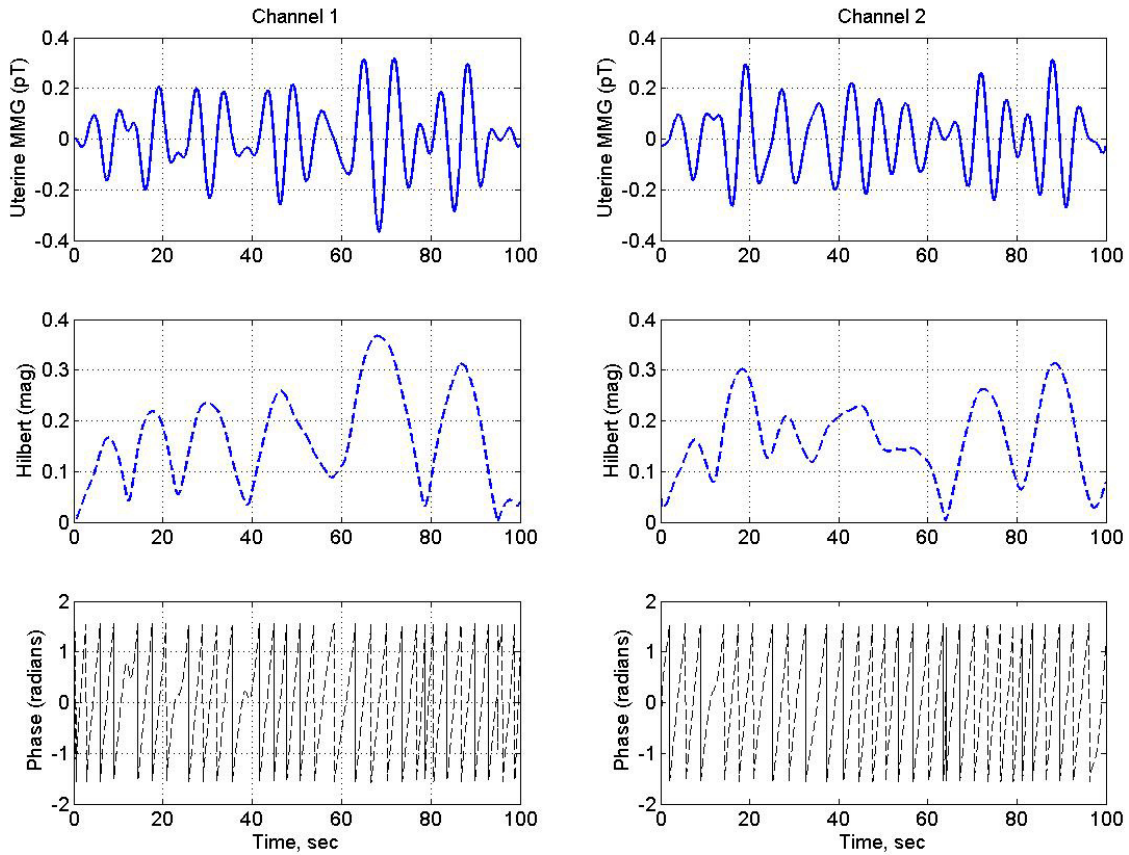 Channel 1
Uterine MMG (pT)
0.4
0.2
0
-0.2
-0.4
0 20 40 60 80 100
Channel 2
Uterine MMG (pT)
0.4
0.2
0
-0.2
-0.4
0 20 40 60 80 100
Hilbert (mag)
0.4
0.3
0.2
0.1
0
0 20 40 60 80 100
Hilbert (mag)
0.4
0.3
0.2
0.1
0
0 20 40 60 80 100
Phase (radians)
2
1
0
-1
-2
0 20 40 60 80 100
Time, sec
Phase (radians)
2
1
0
-1
-2
0 20 40 60 80 100
Time, sec